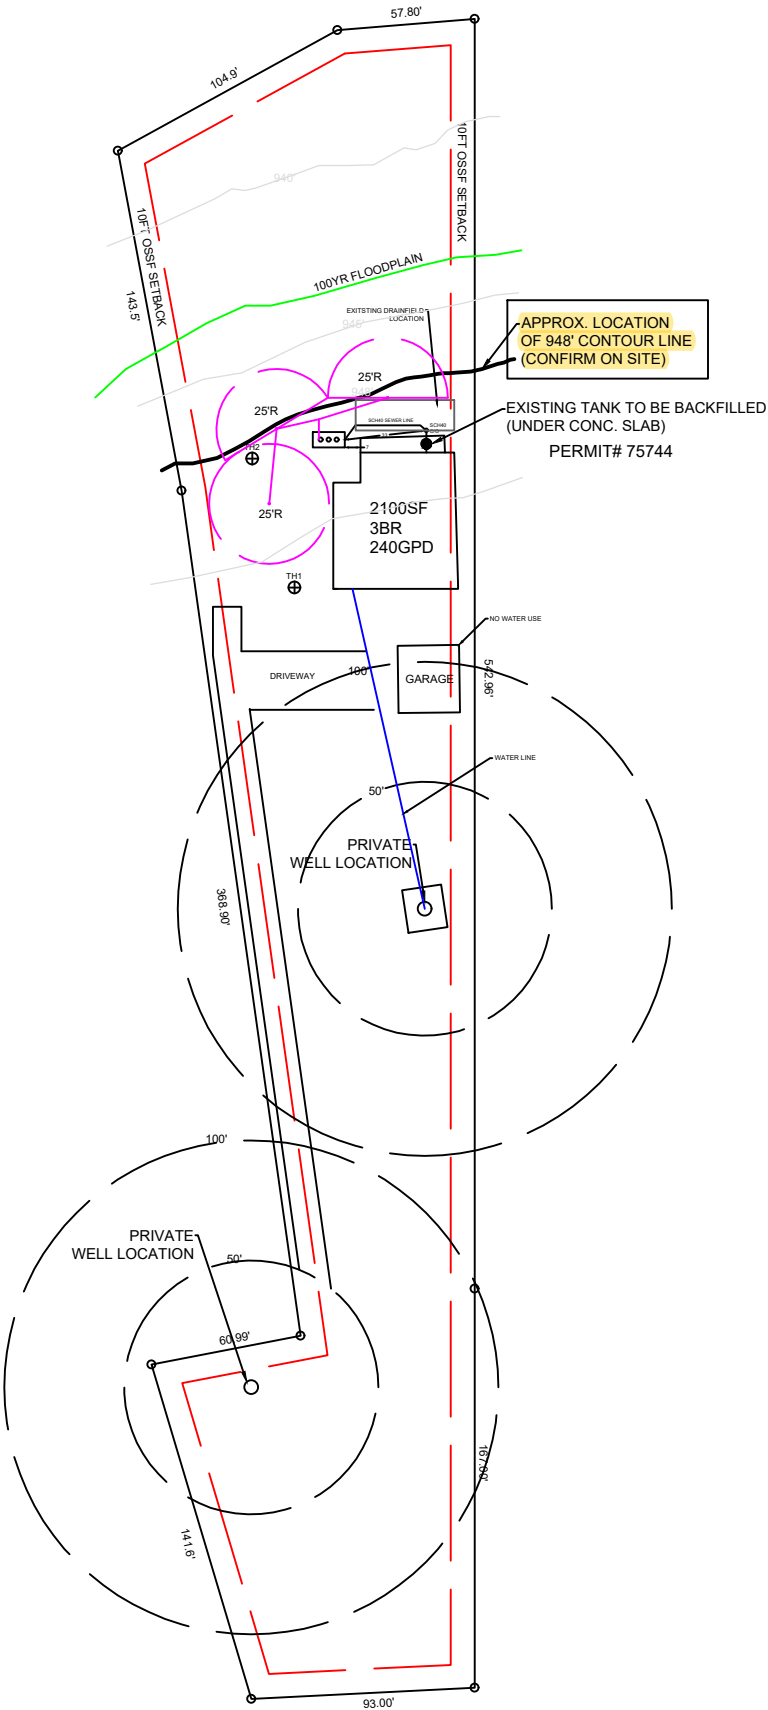 57.80'
104.9'
10FT OSSF SETBACK
940'
10FT OSSF SETBACK
143.5'
100YR FLOODPLAIN
EXITSTING DRAINFIELD
LOCATION
945'
APPROX. LOCATION
OF 948' CONTOUR LINE
(CONFIRM ON SITE)
25'R
948'
25'R
EXISTING TANK TO BE BACKFILLED
(UNDER CONC. SLAB)
PERMIT# 75744
SCH40 SEWER LINE
SCH40
TH2
25'R
2100SF
3BR
240GPD
TH1
NO WATER USE
DRIVEWAY
100'
GARAGE
542.96'
WATER LINE
50'
PRIVATE
WELL LOCATION
368.90'
100'
PRIVATE
WELL LOCATION
50'
60.99'
167.00'
141.6'
93.00'